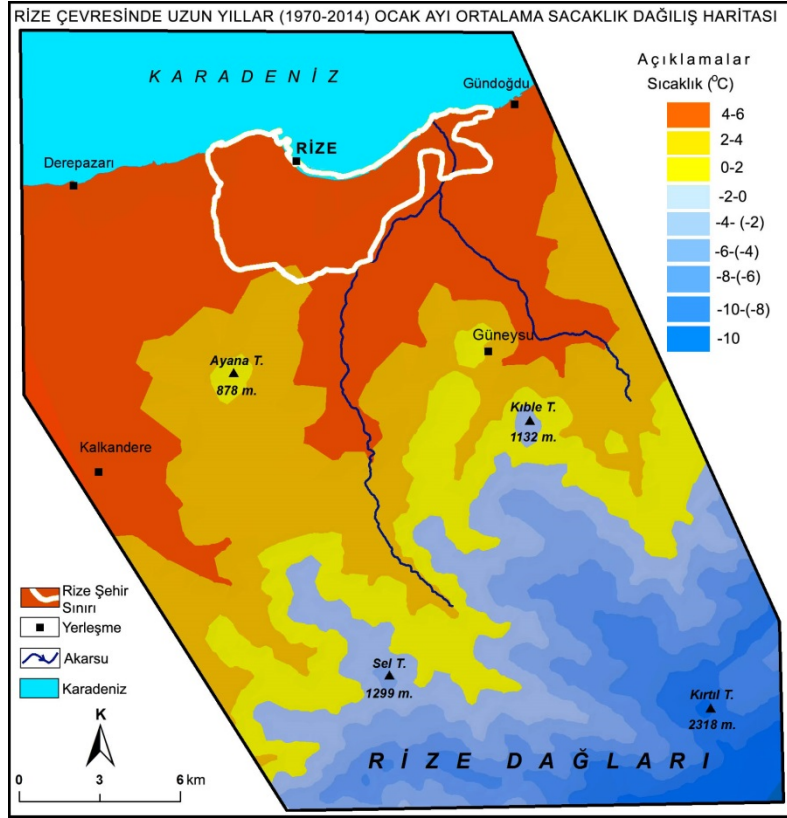 RİZE ÇEVRESİNDE UZUN YILLAR (1970-2014) OCAK AYI ORTALAMA SACAKLIK DAĞILIŞ HARİTASI
KARADENİZ
Gündoğdu
RİZE
Derepazarı
Açıklamalar
Sıcaklık (°C)
4-6
2-4
0-2
-2-0
-4- (-2)
-6-(-4)
-8-(-6)
-10-(-8)
-10
Güneysu
Ayana T.
878 m.
Kıble T.
1132 m.
Kalkandere
Rize Şehir
Sınırı
Yerleşme
Akarsu
Karadeniz
Sel T.
1299 m.
Kırtıl T.
2318 m.
RİZE DAĞLARI
K
0 3 6 km